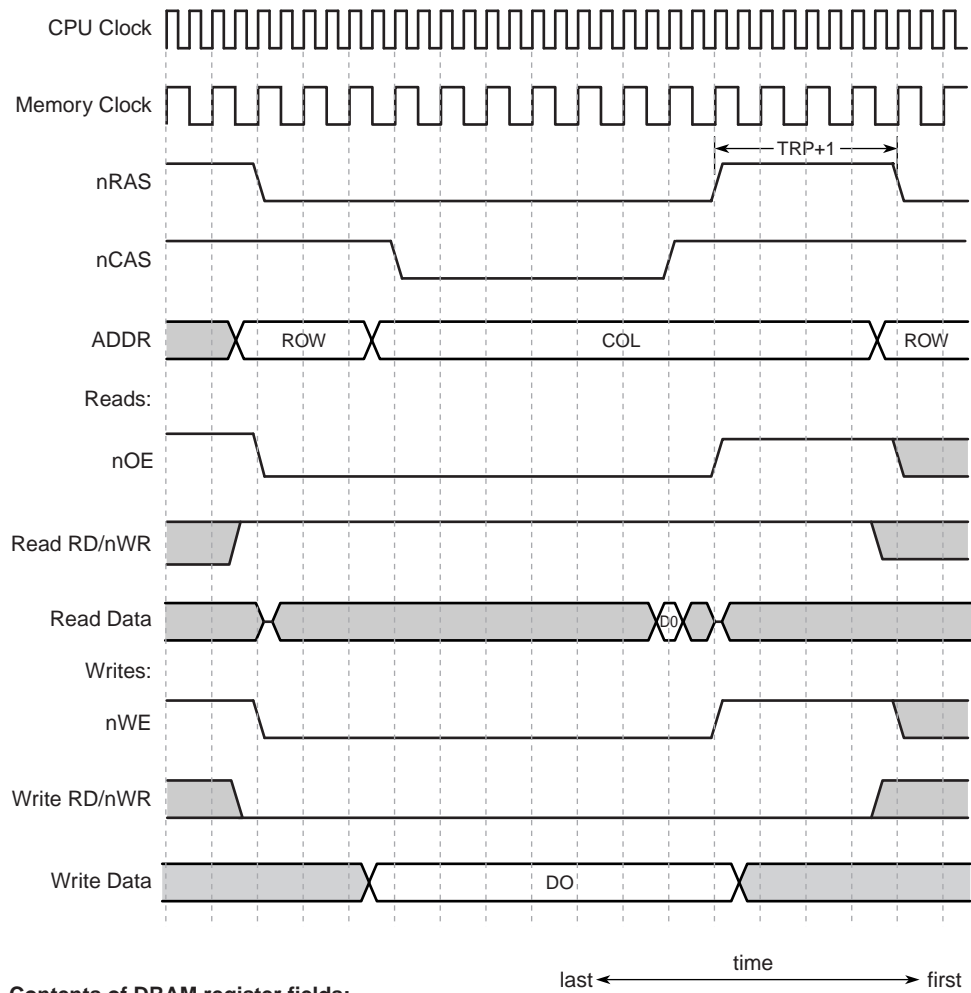 CPU Clock
Memory Clock
TRP+1
nRAS
nCAS
ADDR ROW COL ROW
Reads:
nOE
Read RD/nWR
Read Data D0
Writes:
nWE
Write RD/nWR
Write Data DO
time
last first
Contents of DRAM register fields: